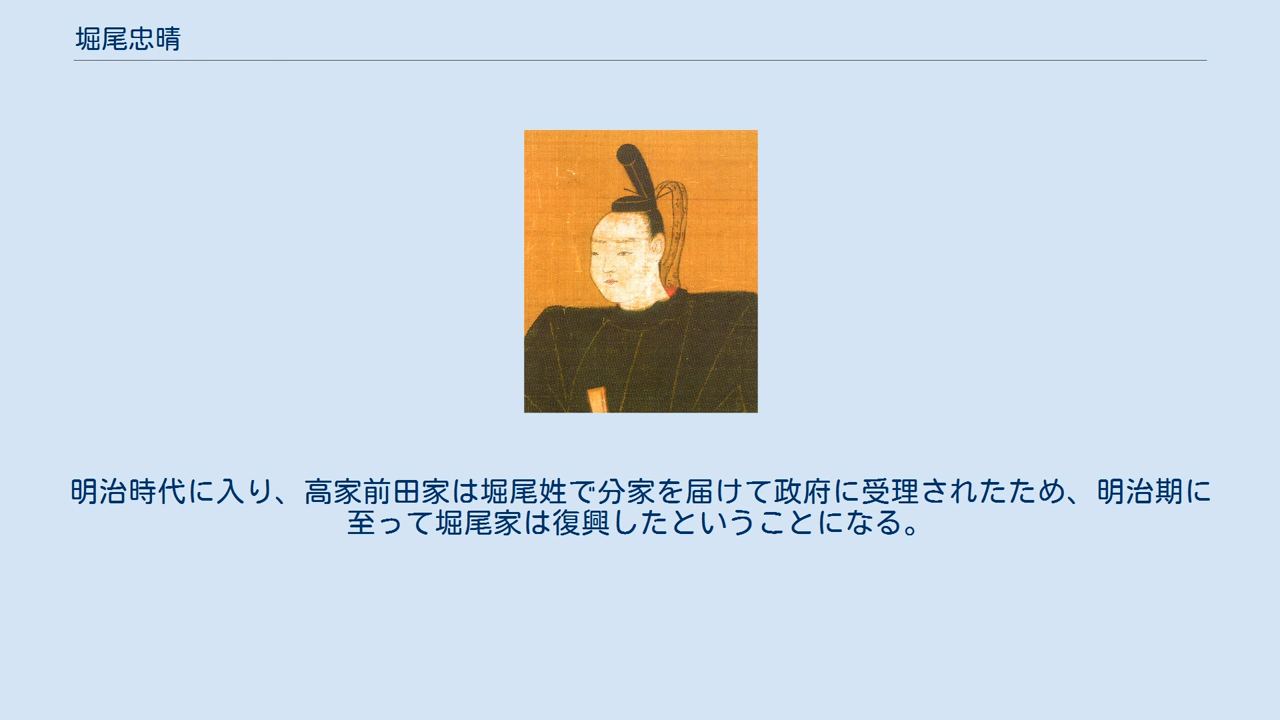 堀尾忠晴
明治時代に入り、高家前田家は堀尾姓で分家を届けて政府に受理されたため、明治期に
至って堀尾家は復興したということになる。